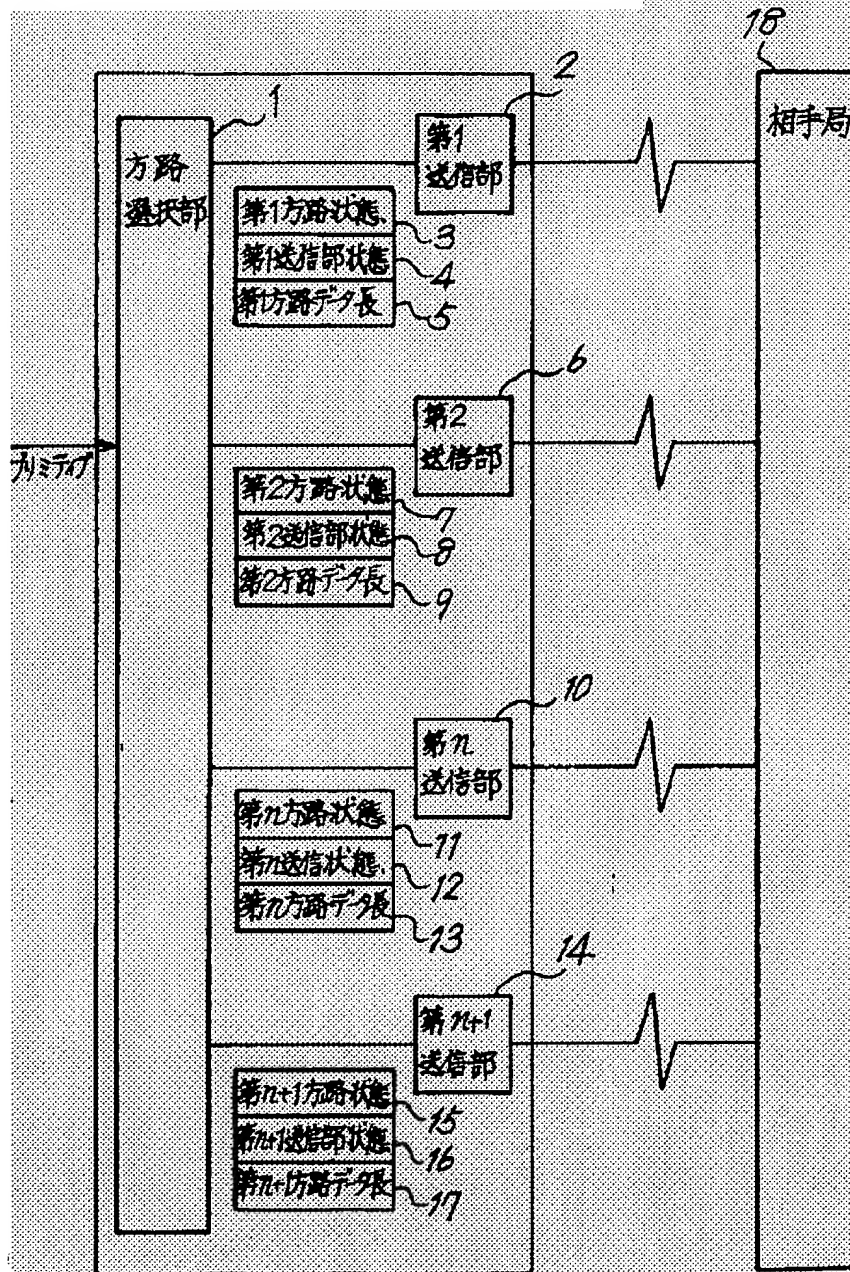 18
2
1
第1
送信部
相手局
方路
選択部
第1方路状態
3
第1送信部状態
4
第1方路データ長
5
6
第2
送信部
プリミティブ
第2方路状態
7
第2送信部状態
8
第2方路データ長
9
10
第n
送信部
第n方路状態
11
第n送信状態
12
第n方路データ長
13
14
第n+1
送信部
第n+1方路状態
15
第n+1送信部状態
16
第n+1方路データ長
17